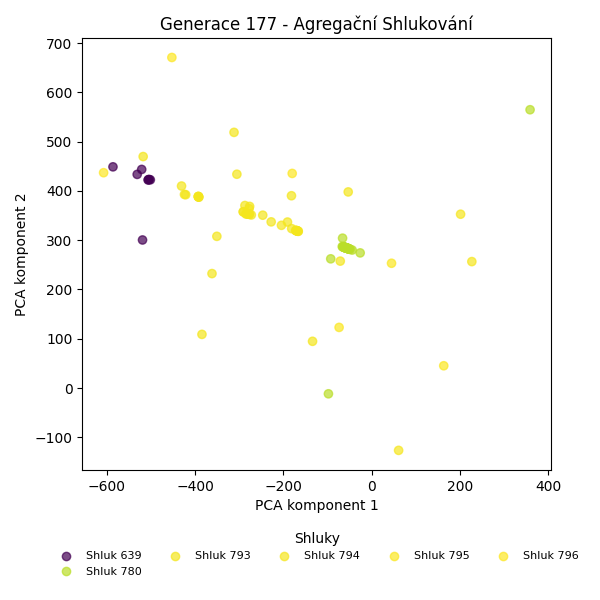 Generace 177 - Agregační Shlukování
700
600
500
400
300
200
100
0
−100
PCA komponent 2
−600 −400 −200 0 200 400
PCA komponent 1
Shluky
Shluk 639 Shluk 793 Shluk 794 Shluk 795 Shluk 796
Shluk 780